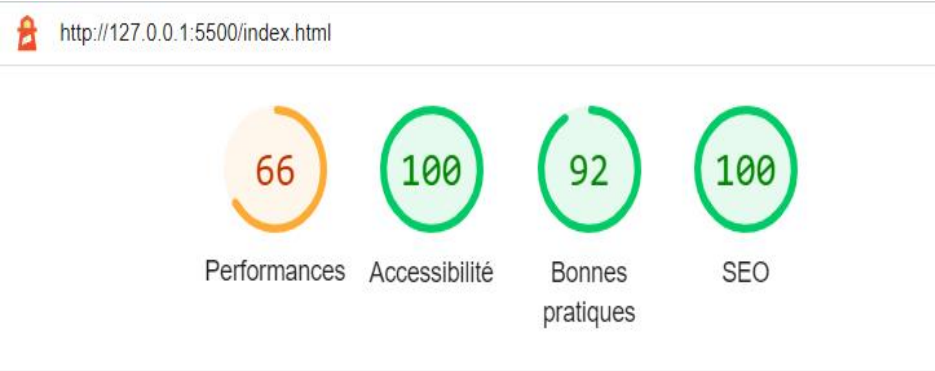 http://127.0.0.1:5500/index.html
66 100 92 100
Performances Accessibilité Bonnes SEO
pratiques